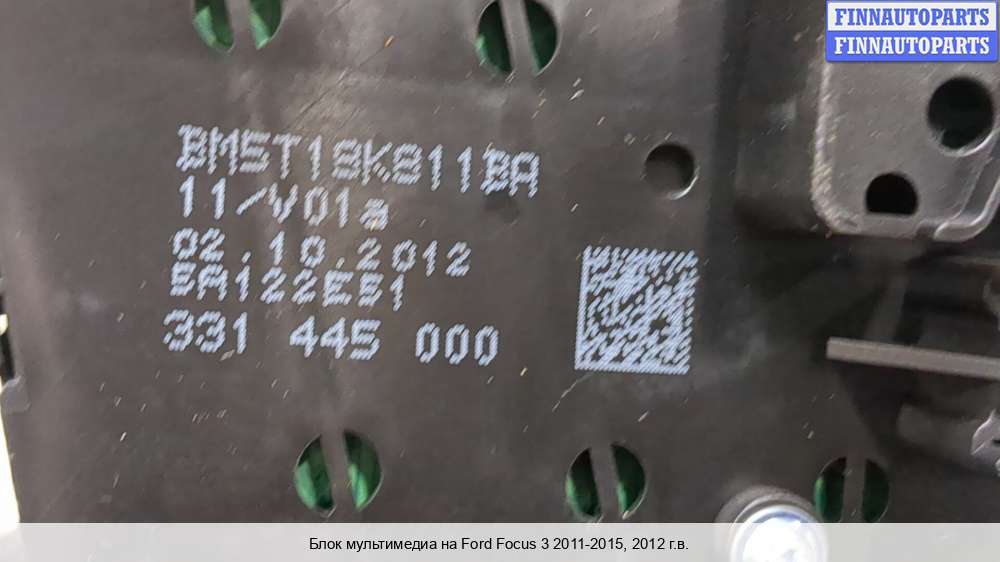 FINNAUTOPARTS
FINNAUTOPARTS
BM5T18K811BA
11/V01a
02.10.2012
5A122E51
331 445 000
Блок мультимедиа на Ford Focus 3 2011-2015, 2012 г.в.